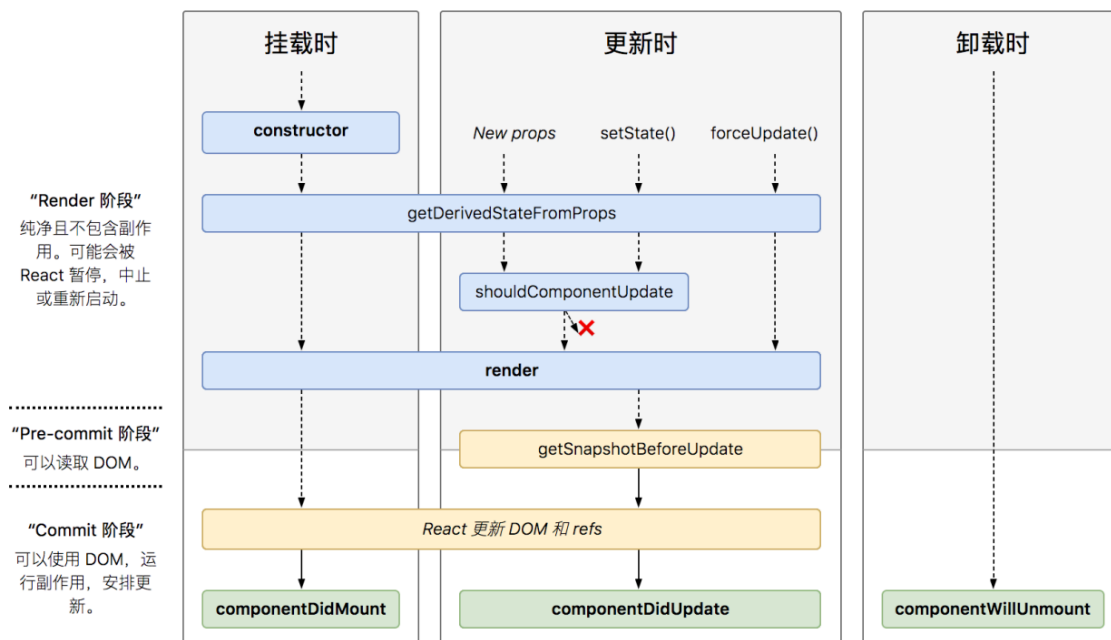 挂载时
更新时
卸载时
constructor
New props
setState()
forceUpdate()
“Render 阶段”
纯净且不包含副作
用。可能会被
React 暂停，中止
或重新启动。
getDerivedStateFromProps
shouldComponentUpdate
render
“Pre-commit 阶段”
可以读取 DOM。
getSnapshotBeforeUpdate
“Commit 阶段”
可以使用 DOM，运
行副作用，安排更
新。
React 更新 DOM 和 refs
componentDidMount
componentDidUpdate
componentWillUnmount